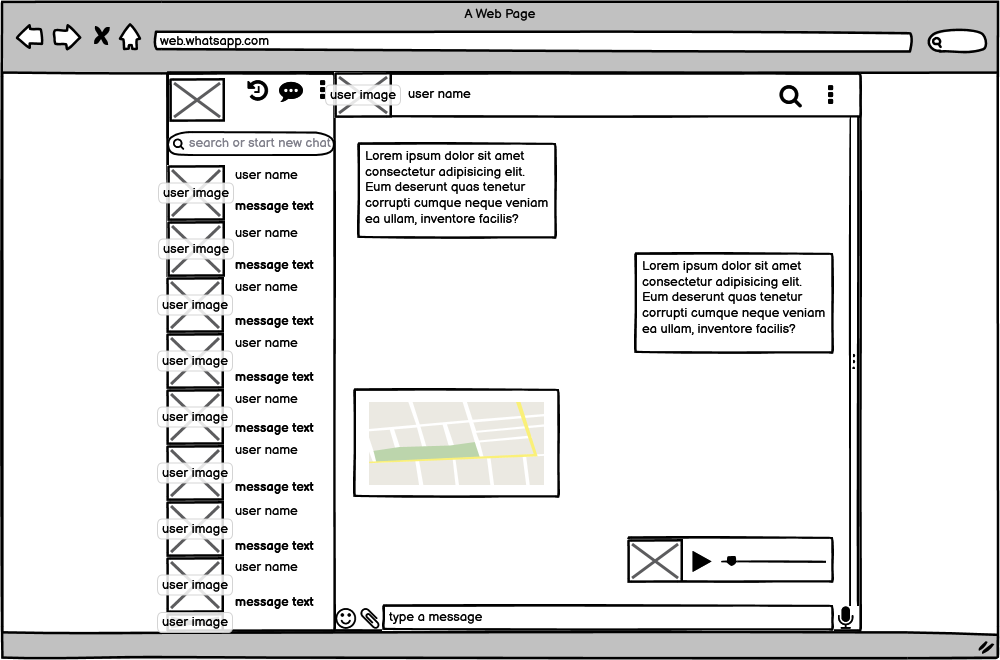 A Web Page
web.whatsapp.com
user image
user name
search or start new chat
user image
user name
message text
user image
user name
message text
user image
user name
message text
user image
user name
message text
user image
user name
message text
user image
user name
message text
user image
user name
message text
user image
user name
message text
user image
Lorem ipsum dolor sit amet
consectetur adipisicing elit.
Eum deserunt quas tenetur
corrupti cumque neque veniam
ea ullam, inventore facilis?
Lorem ipsum dolor sit amet
consectetur adipisicing elit.
Eum deserunt quas tenetur
corrupti cumque neque veniam
ea ullam, inventore facilis?
type a message